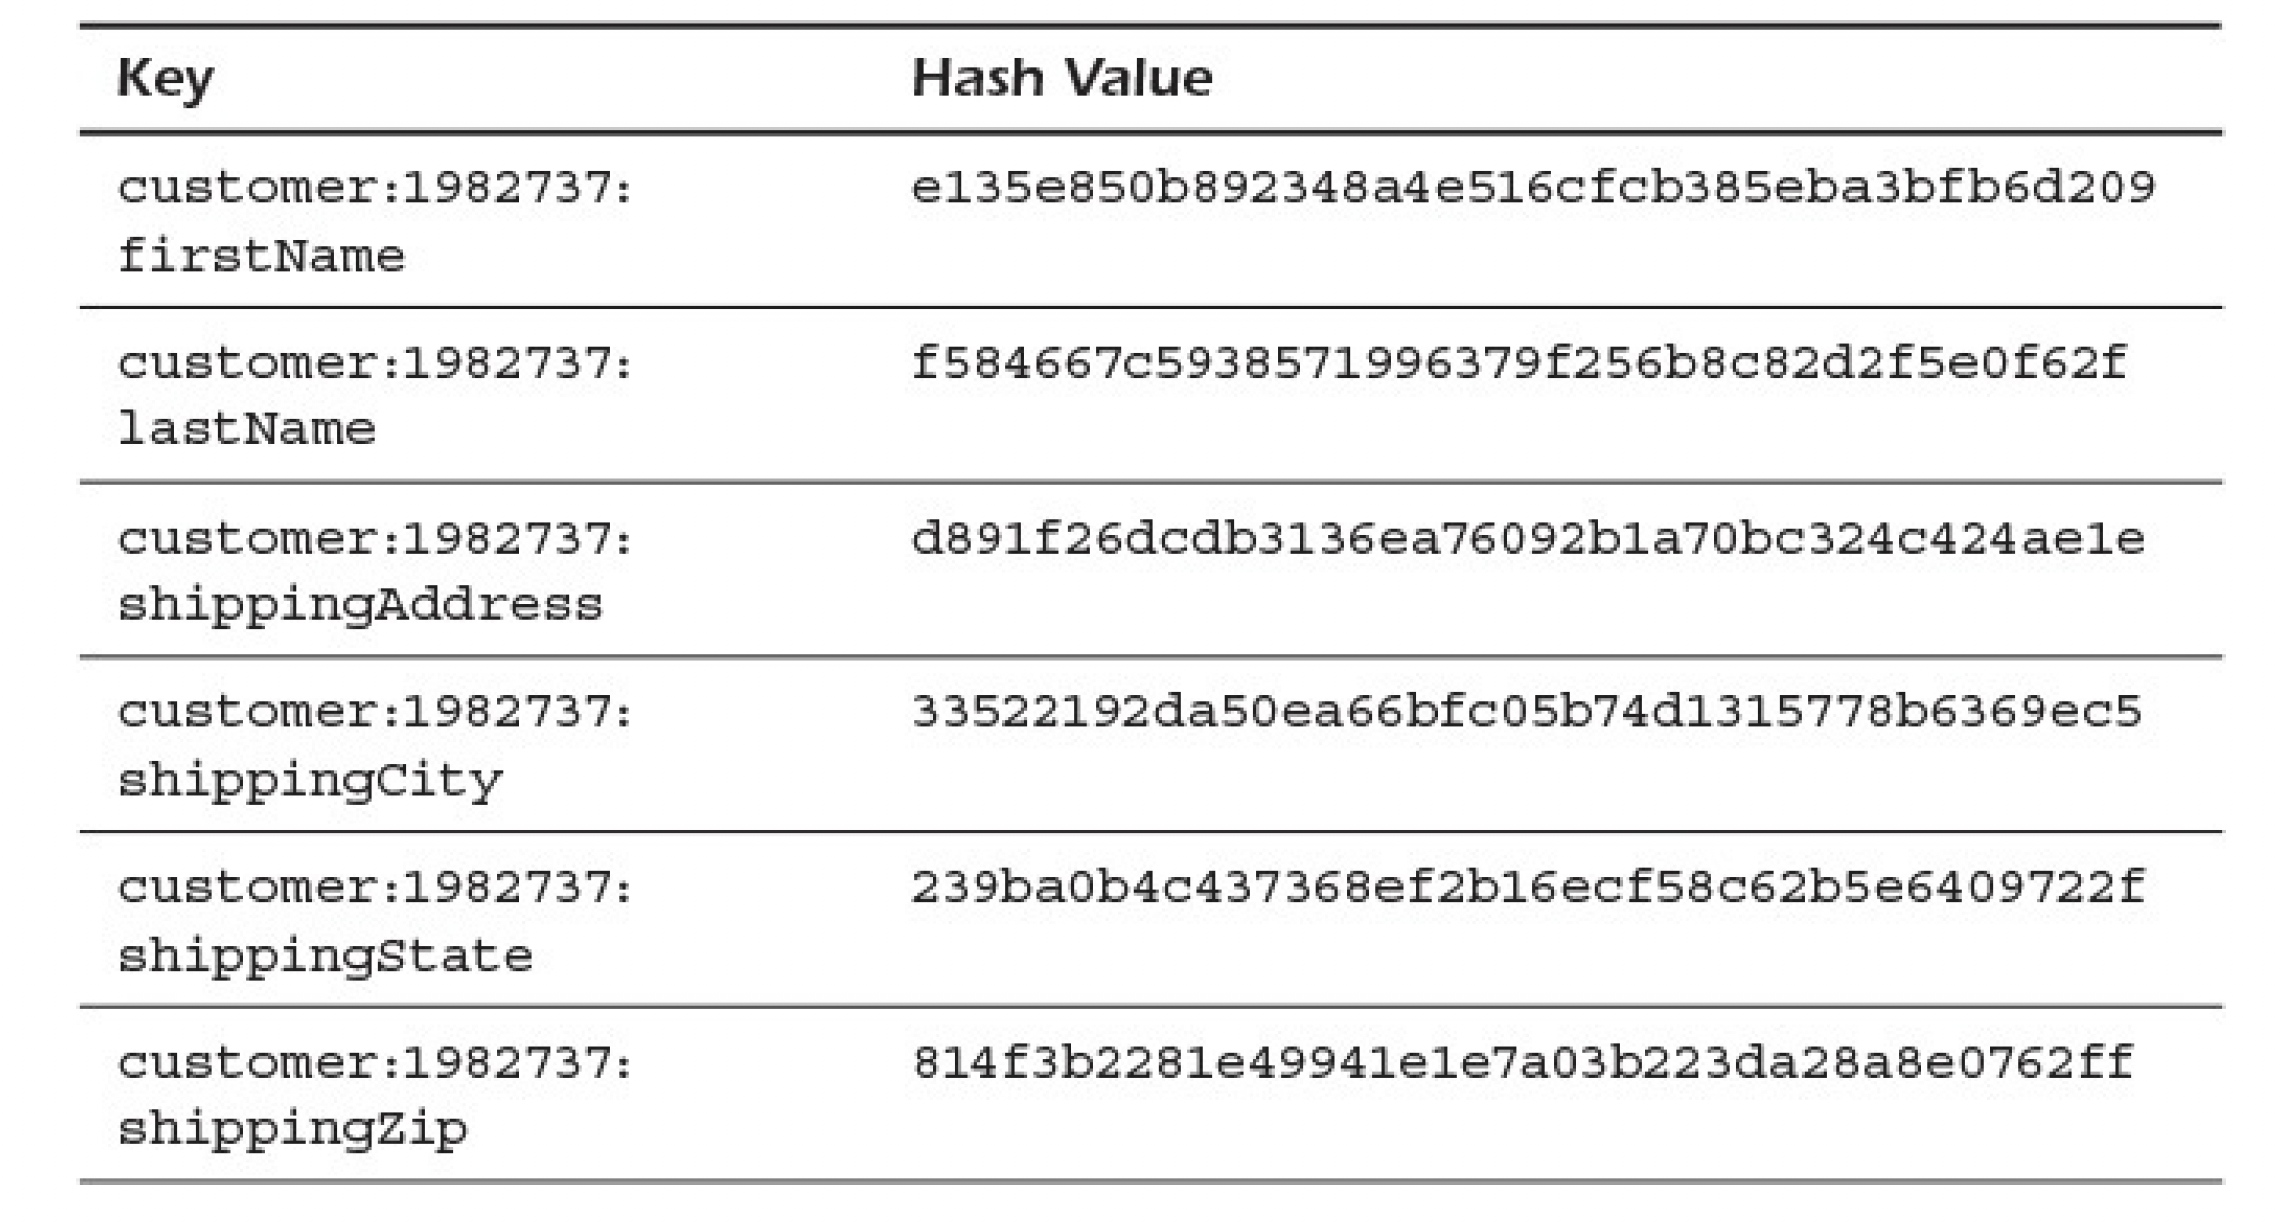 Key Hash Value
customer:1982737: e135e850b892348a4e516cfcb385eba3bfb6d209
firstName
customer:1982737: f584667c5938571996379f256b8c82d2f5e0f62f
lastName
customer:1982737: d891f26dcdb3136ea76092b1a70bc324c424ae1e
shippingAddress
customer:1982737: 33522192da50ea66bfc05b74d1315778b6369ec5
shippingCity
customer:1982737: 239ba0b4c437368ef2b16ecf58c62b5e6409722f
shippingState
customer:1982737: 814f3b2281e49941e1e7a03b223da28a8e0762ff
shippingZip